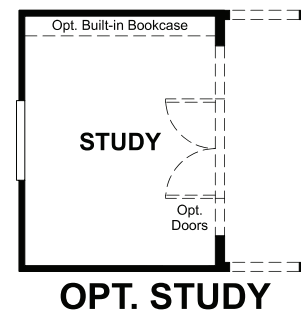 Opt. Built-in Bookcase
STUDY
Opt.
Doors
OPT. STUDY